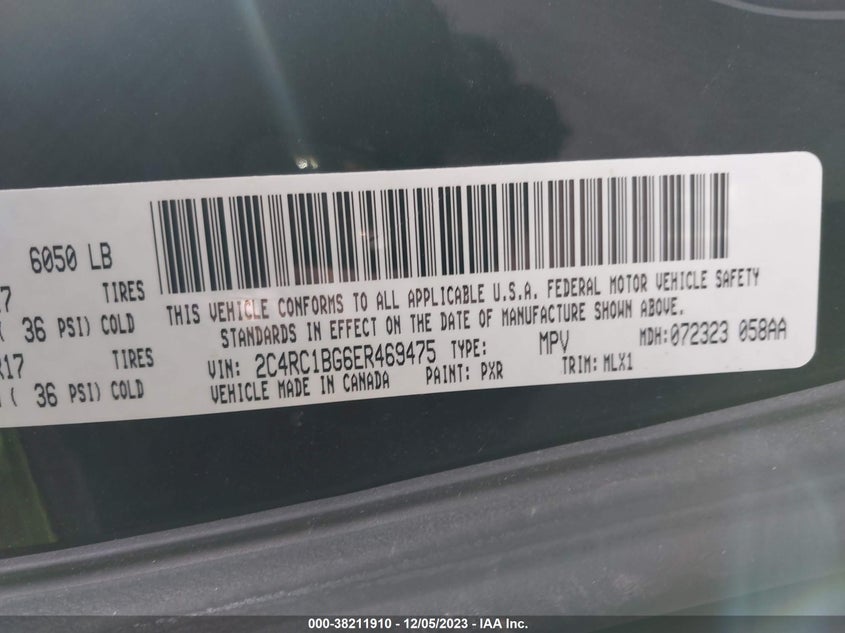 6050 LB
THIS VEHICLE CONFORMS TO ALL APPLICABLE U.S.A. FEDERAL MOTOR VEHICLE SAFETY
STANDARDS IN EFFECT ON THE DATE OF MANUFACTURE SHOWN ABOVE.
7 TIRES
( 36 PSI) COLD
R17 TIRES
( 36 PSI) COLD
VIN: 2C4RC1BG6ER469475 TYPE: MPV MDH: 072323 058AA
VEHICLE MADE IN CANADA PAINT: PXR TRIM: MLX1
000-38211910 - 12/05/2023 - IAA Inc.